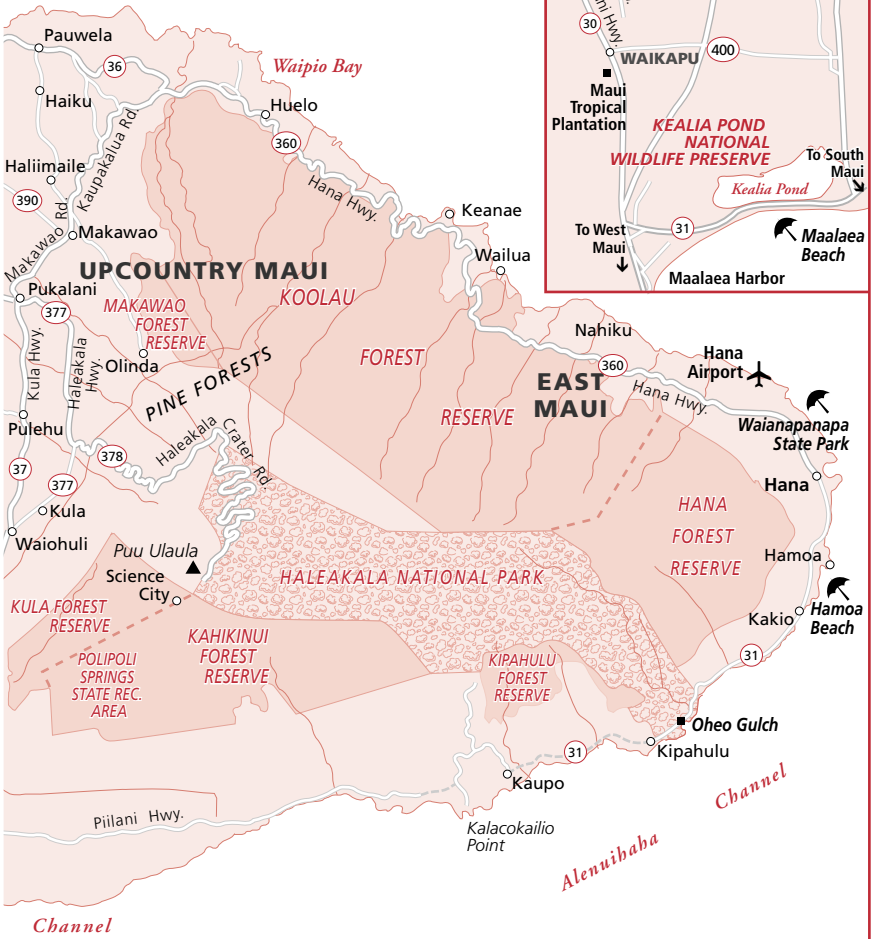 Pauwela
36
Waipio Bay
Haiku
Huelo
360
Kaupakalua Rd.
Haliimaile
Hana Hwy.
390
Keanae
Makawao Rd.
Makawao
Wailua
UPCOUNTRY MAUI
Pukalani
KOOLAU
377
MAKAWAO
FOREST
RESERVE
Nahiku
Kula Hwy.
Haleakala
Hwy.
Olinda
PINE FORESTS
FOREST
360
Hana
Airport
EAST
MAUI
Hana Hwy.
Pulehu
RESERVE
Waianapanapa
State Park
378
Haleakala
Crater Rd.
37
377
Hana
Kula
HANA
FOREST
RESERVE
Waiohuli
Puu Ulaula
Hamoa
Science
City
HALEAKALA NATIONAL PARK
KULA FOREST
RESERVE
Hamoa
Beach
Kakio
KAHIKINUI
FOREST
RESERVE
POLIPOLI
SPRINGS
STATE REC.
AREA
KIPAHULU
FOREST
RESERVE
31
Oheo Gulch
31
Kipahulu
Kaupo
Channel
Piilani Hwy.
Kalacokailio
Point
Alenuihaha
Channel
30
ni Hwy.
WAIKAPU
400
Maui
Tropical
Plantation
KEALIA POND
NATIONAL
WILDLIFE PRESERVE
To South
Maui
Kealia Pond
To West
Maui
31
Maalaea
Beach
Maalaea Harbor